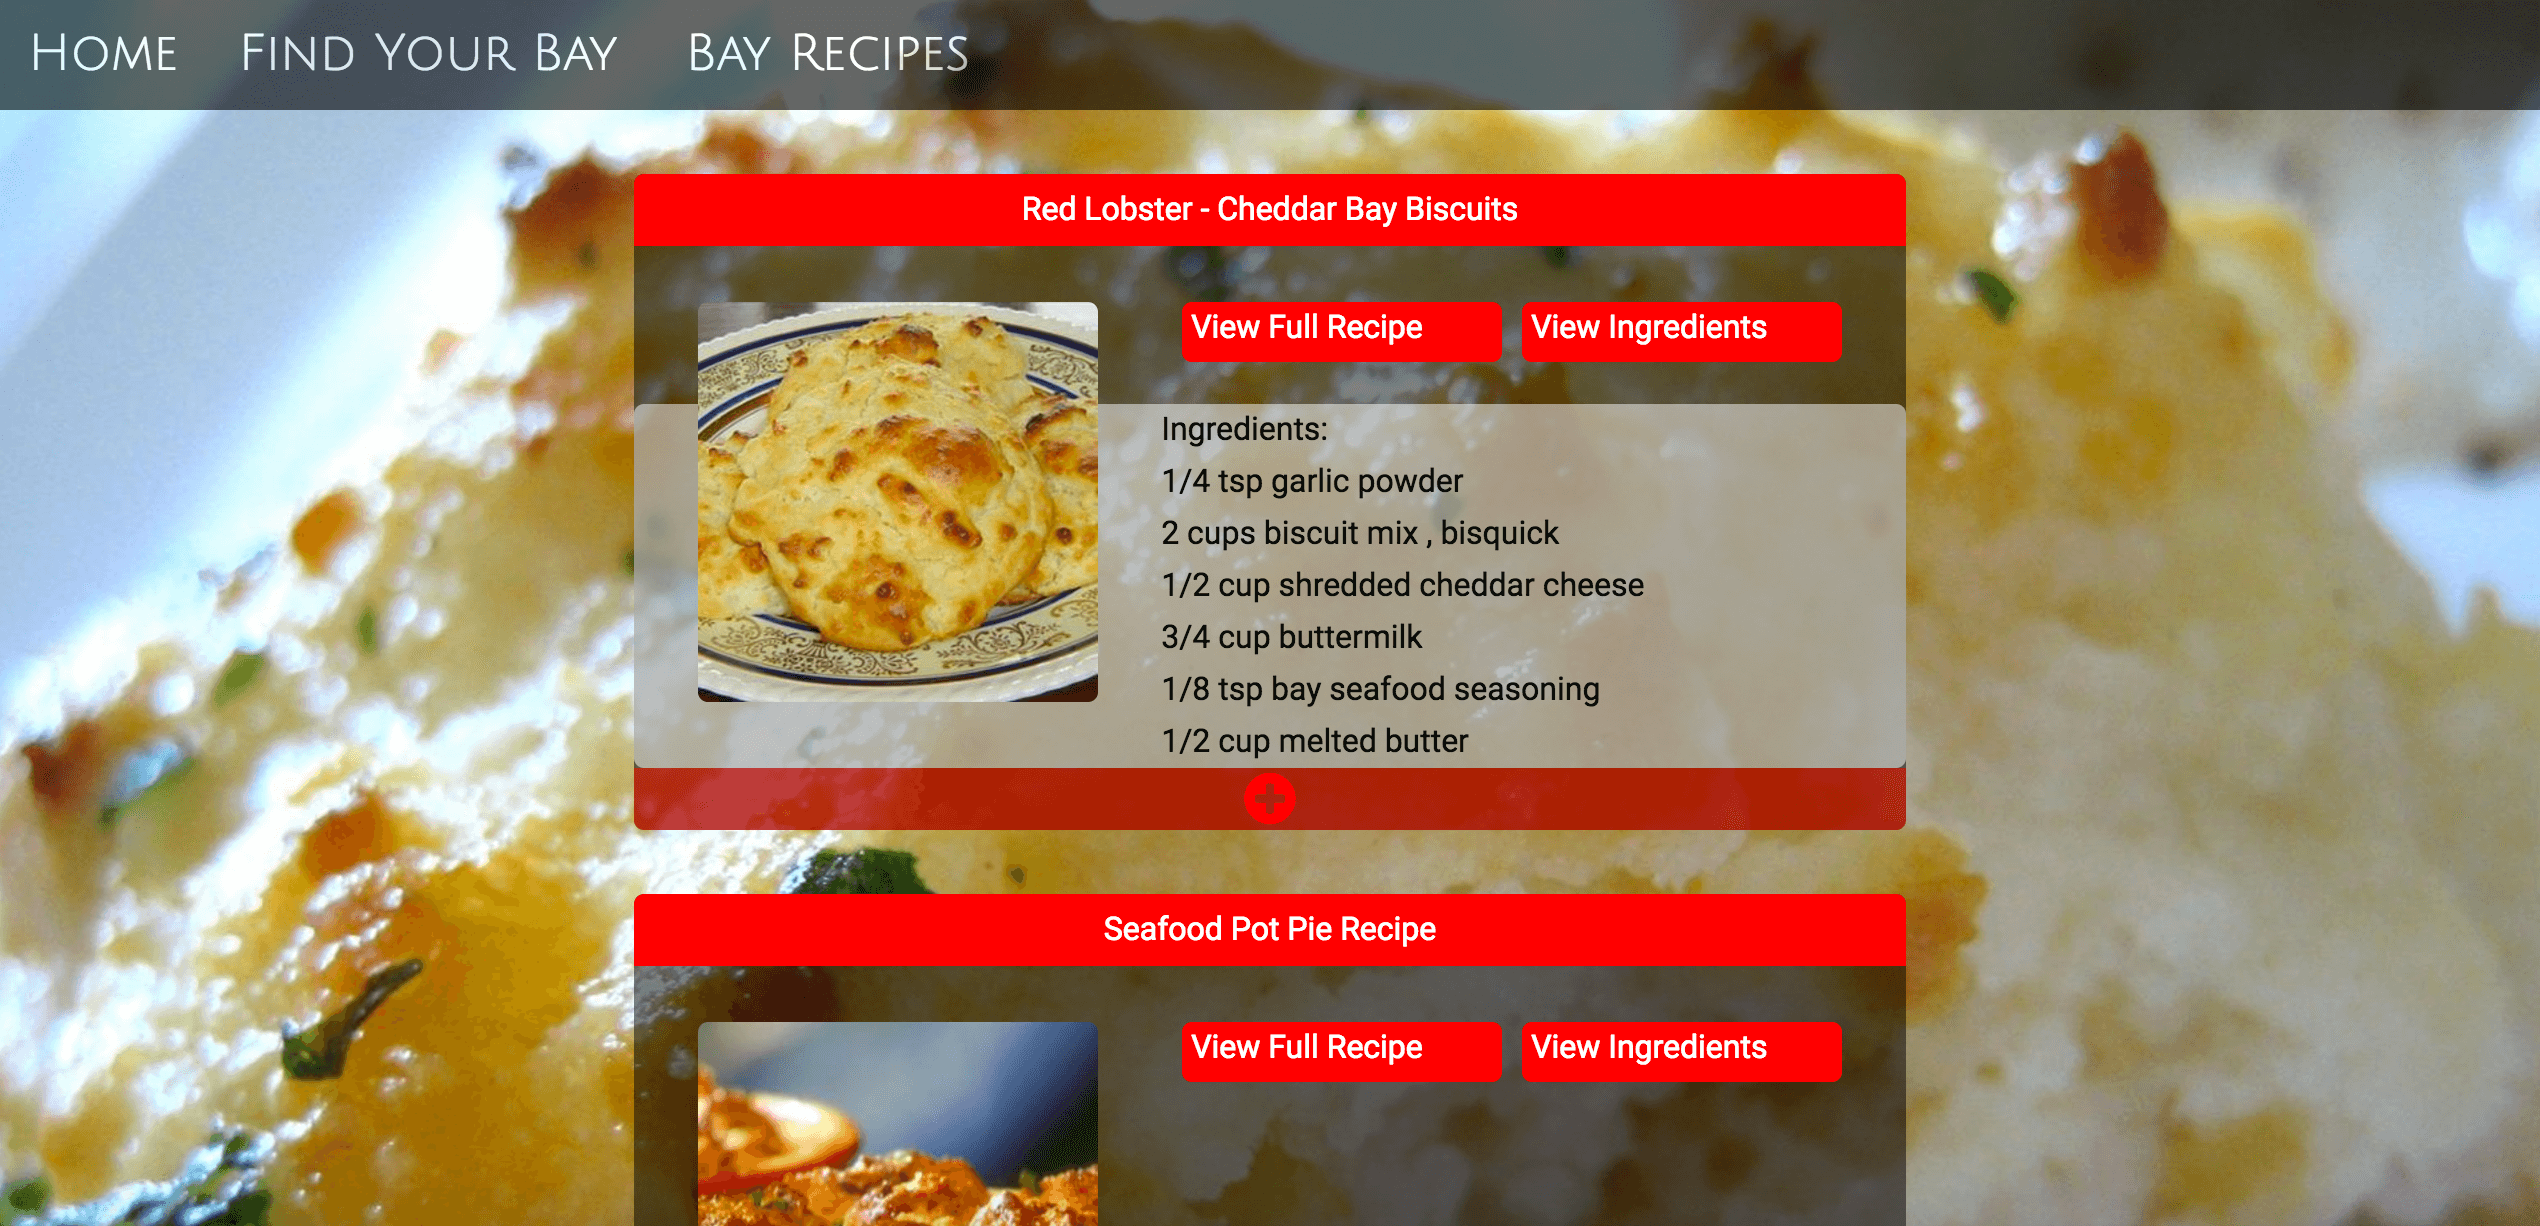 Home Find Your Bay Bay Recipes
Red Lobster - Cheddar Bay Biscuits
View Full Recipe View Ingredients
Ingredients:
1/4 tsp garlic powder
2 cups biscuit mix , bisquick
1/2 cup shredded cheddar cheese
3/4 cup buttermilk
1/8 tsp bay seafood seasoning
1/2 cup melted butter
Seafood Pot Pie Recipe
View Full Recipe View Ingredients